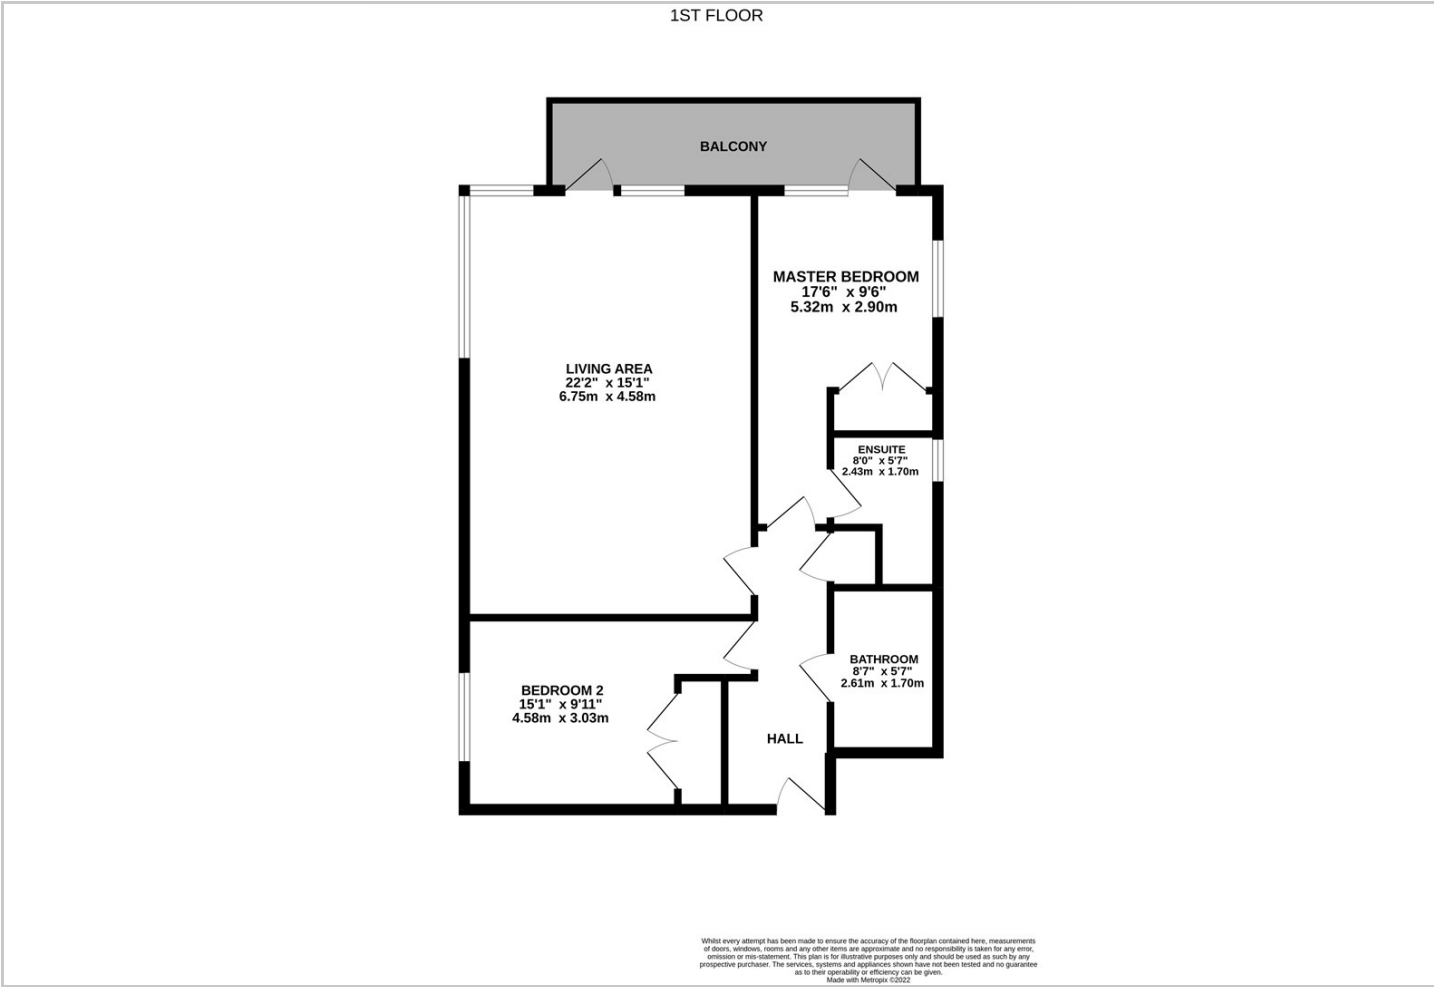 1ST FLOOR
BALCONY
MASTER BEDROOM
17'6" x 9'6"
5.32m x 2.90m
LIVING AREA
22'2" x 15'1"
6.75m x 4.58m
ENSUITE
8'0" x 5'7"
2.43m x 1.70m
BATHROOM
8'7" x 5'7"
2.61m x 1.70m
BEDROOM 2
15'1" x 9'11"
4.58m x 3.03m
HALL
Whilst every attempt has been made to ensure the accuracy of the floorplan contained here, measurements
of doors, windows, rooms and any other items are approximate and no responsibility is taken for any error,
omission or mis-statement. This plan is for illustrative purposes only and should be used as such by any
prospective purchaser. The services, systems and appliances shown have not been tested and no guarantee
as to their operability or efficiency can be given.
Made with Metropix ©2022